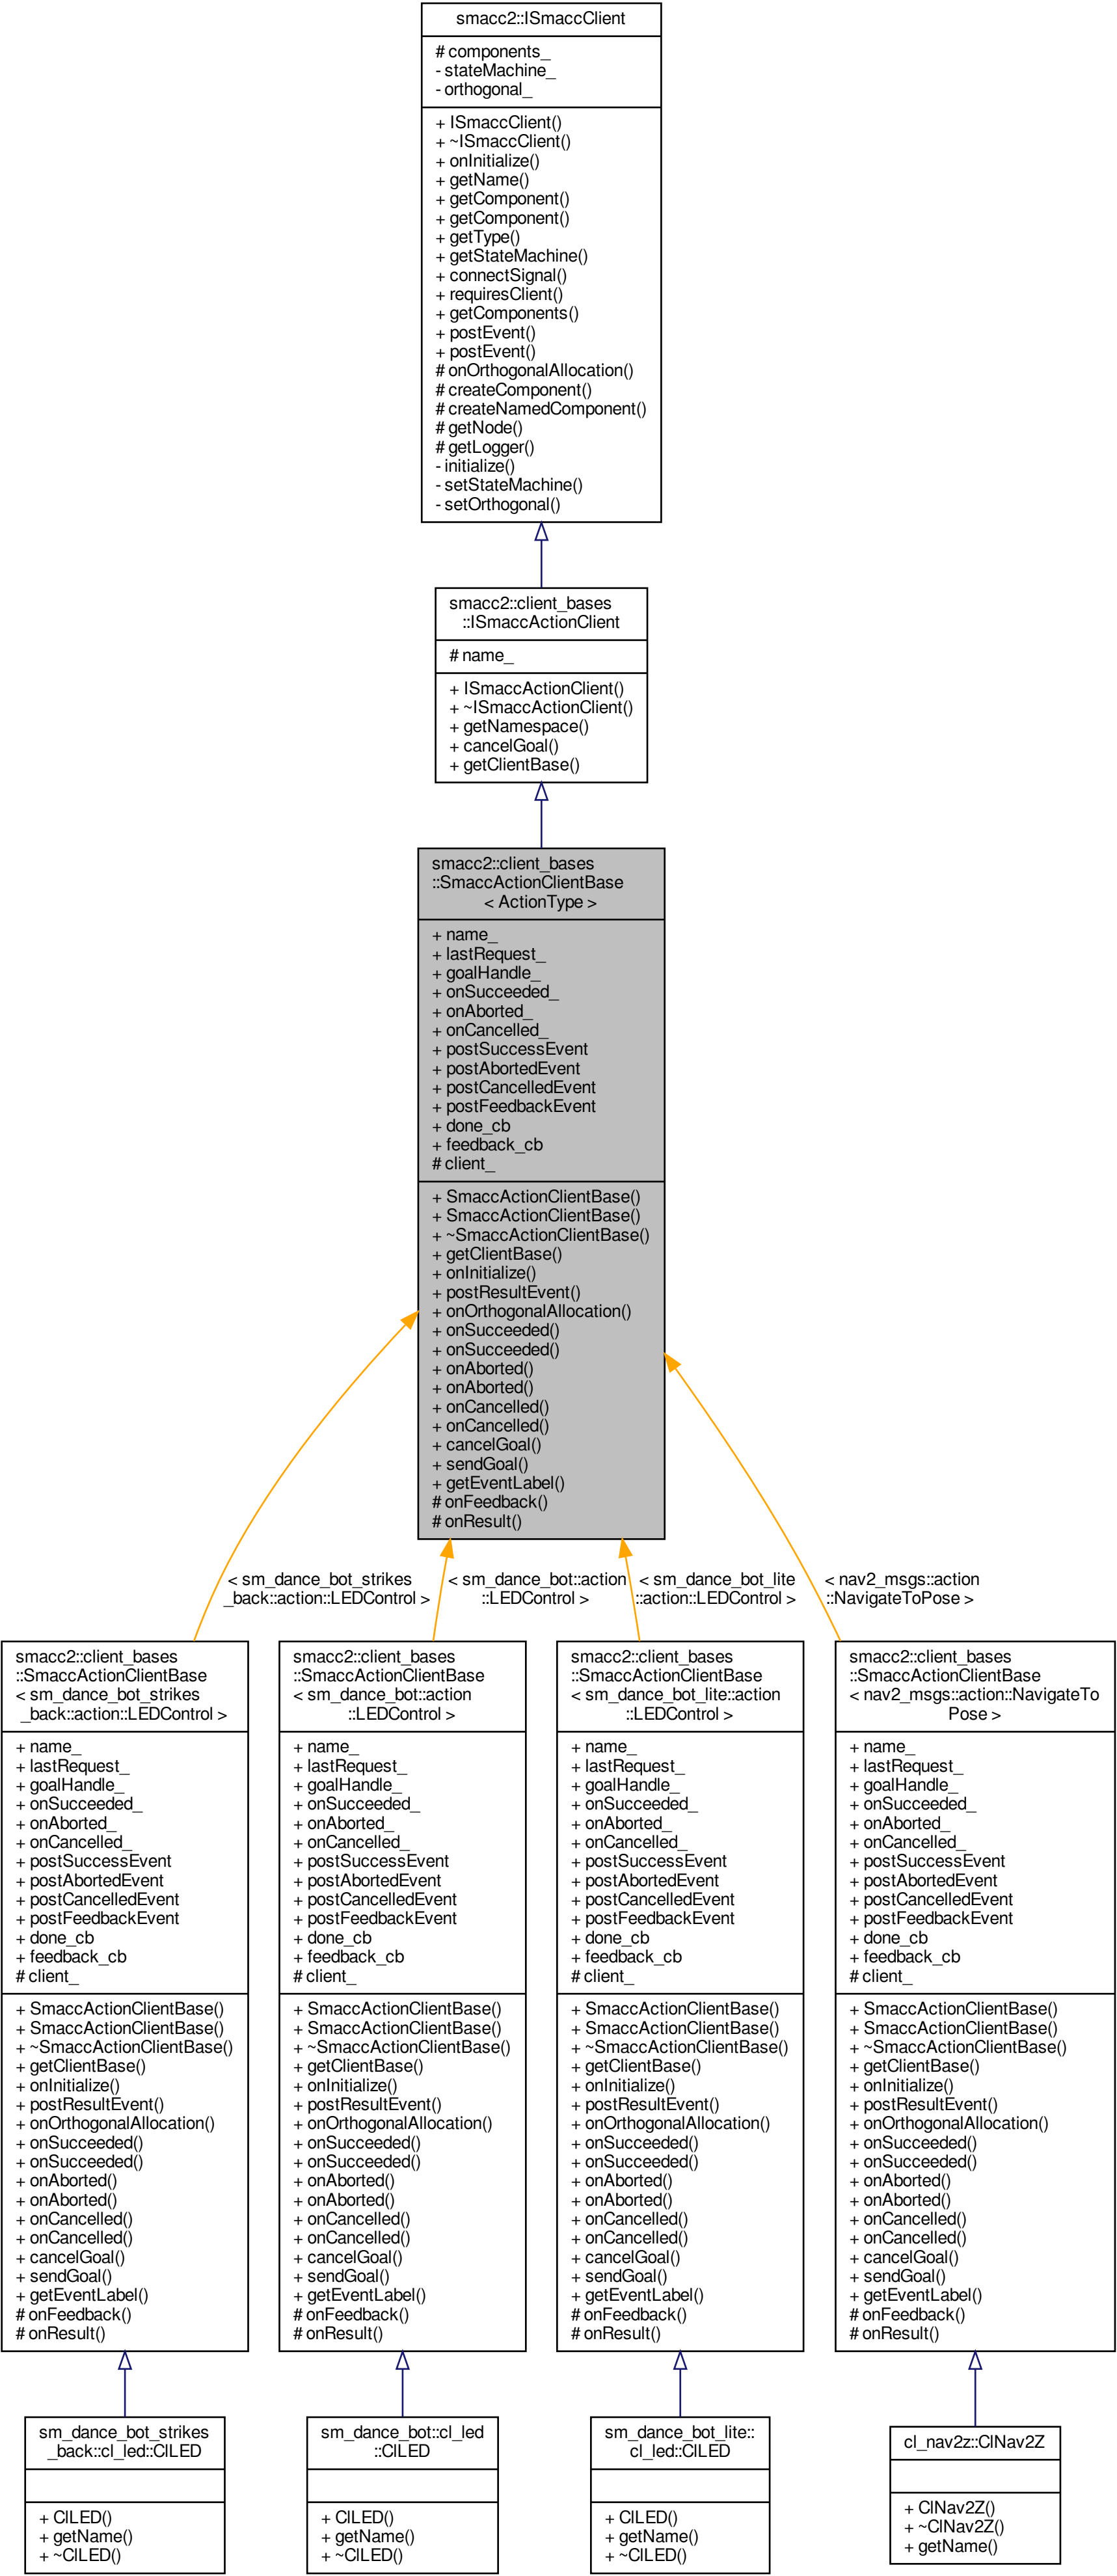 smacc2::ISmaccClient
# components_
- stateMachine_
- orthogonal_
+ ISmaccClient()
+ ~ISmaccClient()
+ onInitialize()
+ getName()
+ getComponent()
+ getComponent()
+ getType()
+ getStateMachine()
+ connectSignal()
+ requiresClient()
+ getComponents()
+ postEvent()
+ postEvent()
# onOrthogonalAllocation()
# createComponent()
# createNamedComponent()
# getNode()
# getLogger()
- initialize()
- setStateMachine()
- setOrthogonal()
smacc2::client_bases
::ISmaccActionClient
# name_
+ ISmaccActionClient()
+ ~ISmaccActionClient()
+ getNamespace()
+ cancelGoal()
+ getClientBase()
smacc2::client_bases
::SmaccActionClientBase
< ActionType >
+ name_
+ lastRequest_
+ goalHandle_
+ onSucceeded_
+ onAborted_
+ onCancelled_
+ postSuccessEvent
+ postAbortedEvent
+ postCancelledEvent
+ postFeedbackEvent
+ done_cb
+ feedback_cb
# client_
+ SmaccActionClientBase()
+ SmaccActionClientBase()
+ ~SmaccActionClientBase()
+ getClientBase()
+ onInitialize()
+ postResultEvent()
+ onOrthogonalAllocation()
+ onSucceeded()
+ onSucceeded()
+ onAborted()
+ onAborted()
+ onCancelled()
+ onCancelled()
+ cancelGoal()
+ sendGoal()
+ getEventLabel()
# onFeedback()
# onResult()
< sm_dance_bot_strikes
_back::action::LEDControl >
< sm_dance_bot::action
::LEDControl >
< sm_dance_bot_lite
::action::LEDControl >
< nav2_msgs::action
::NavigateToPose >
smacc2::client_bases
::SmaccActionClientBase
< sm_dance_bot_strikes
_back::action::LEDControl >
+ name_
+ lastRequest_
+ goalHandle_
+ onSucceeded_
+ onAborted_
+ onCancelled_
+ postSuccessEvent
+ postAbortedEvent
+ postCancelledEvent
+ postFeedbackEvent
+ done_cb
+ feedback_cb
# client_
+ SmaccActionClientBase()
+ SmaccActionClientBase()
+ ~SmaccActionClientBase()
+ getClientBase()
+ onInitialize()
+ postResultEvent()
+ onOrthogonalAllocation()
+ onSucceeded()
+ onSucceeded()
+ onAborted()
+ onAborted()
+ onCancelled()
+ onCancelled()
+ cancelGoal()
+ sendGoal()
+ getEventLabel()
# onFeedback()
# onResult()
smacc2::client_bases
::SmaccActionClientBase
< sm_dance_bot::action
::LEDControl >
+ name_
+ lastRequest_
+ goalHandle_
+ onSucceeded_
+ onAborted_
+ onCancelled_
+ postSuccessEvent
+ postAbortedEvent
+ postCancelledEvent
+ postFeedbackEvent
+ done_cb
+ feedback_cb
# client_
+ SmaccActionClientBase()
+ SmaccActionClientBase()
+ ~SmaccActionClientBase()
+ getClientBase()
+ onInitialize()
+ postResultEvent()
+ onOrthogonalAllocation()
+ onSucceeded()
+ onSucceeded()
+ onAborted()
+ onAborted()
+ onCancelled()
+ onCancelled()
+ cancelGoal()
+ sendGoal()
+ getEventLabel()
# onFeedback()
# onResult()
smacc2::client_bases
::SmaccActionClientBase
< sm_dance_bot_lite::action
::LEDControl >
+ name_
+ lastRequest_
+ goalHandle_
+ onSucceeded_
+ onAborted_
+ onCancelled_
+ postSuccessEvent
+ postAbortedEvent
+ postCancelledEvent
+ postFeedbackEvent
+ done_cb
+ feedback_cb
# client_
+ SmaccActionClientBase()
+ SmaccActionClientBase()
+ ~SmaccActionClientBase()
+ getClientBase()
+ onInitialize()
+ postResultEvent()
+ onOrthogonalAllocation()
+ onSucceeded()
+ onSucceeded()
+ onAborted()
+ onAborted()
+ onCancelled()
+ onCancelled()
+ cancelGoal()
+ sendGoal()
+ getEventLabel()
# onFeedback()
# onResult()
smacc2::client_bases
::SmaccActionClientBase
< nav2_msgs::action::NavigateTo
Pose >
+ name_
+ lastRequest_
+ goalHandle_
+ onSucceeded_
+ onAborted_
+ onCancelled_
+ postSuccessEvent
+ postAbortedEvent
+ postCancelledEvent
+ postFeedbackEvent
+ done_cb
+ feedback_cb
# client_
+ SmaccActionClientBase()
+ SmaccActionClientBase()
+ ~SmaccActionClientBase()
+ getClientBase()
+ onInitialize()
+ postResultEvent()
+ onOrthogonalAllocation()
+ onSucceeded()
+ onSucceeded()
+ onAborted()
+ onAborted()
+ onCancelled()
+ onCancelled()
+ cancelGoal()
+ sendGoal()
+ getEventLabel()
# onFeedback()
# onResult()
sm_dance_bot_strikes
_back::cl_led::ClLED
+ ClLED()
+ getName()
+ ~ClLED()
sm_dance_bot::cl_led
::ClLED
+ ClLED()
+ getName()
+ ~ClLED()
sm_dance_bot_lite::
cl_led::ClLED
+ ClLED()
+ getName()
+ ~ClLED()
cl_nav2z::ClNav2Z
+ ClNav2Z()
+ ~ClNav2Z()
+ getName()